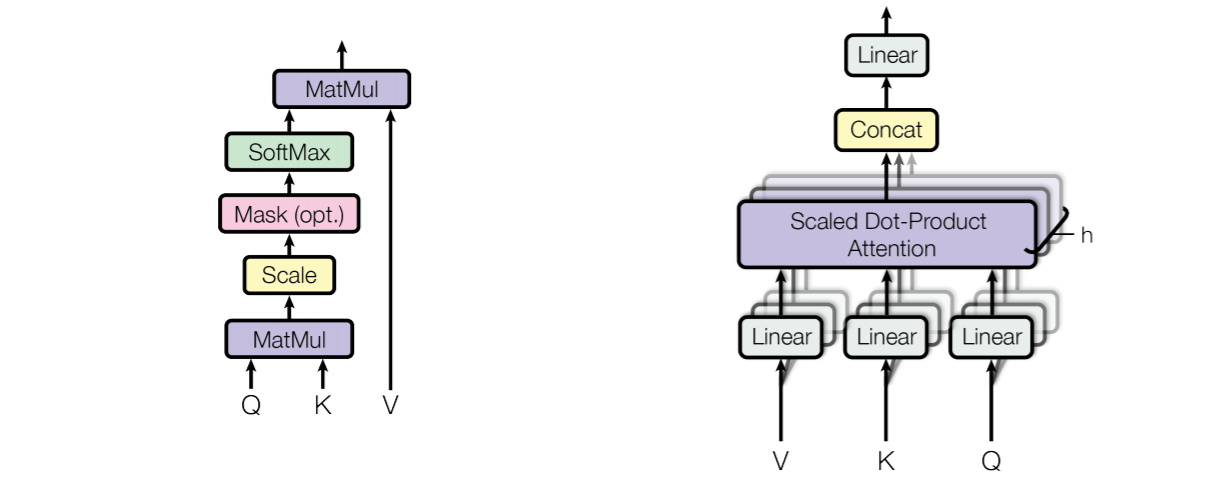 MatMul
SoftMax
Mask (opt.)
Scale
MatMul
Q K V
Linear
Concat
Scaled Dot-Product
Attention
h
Linear Linear Linear
V K Q